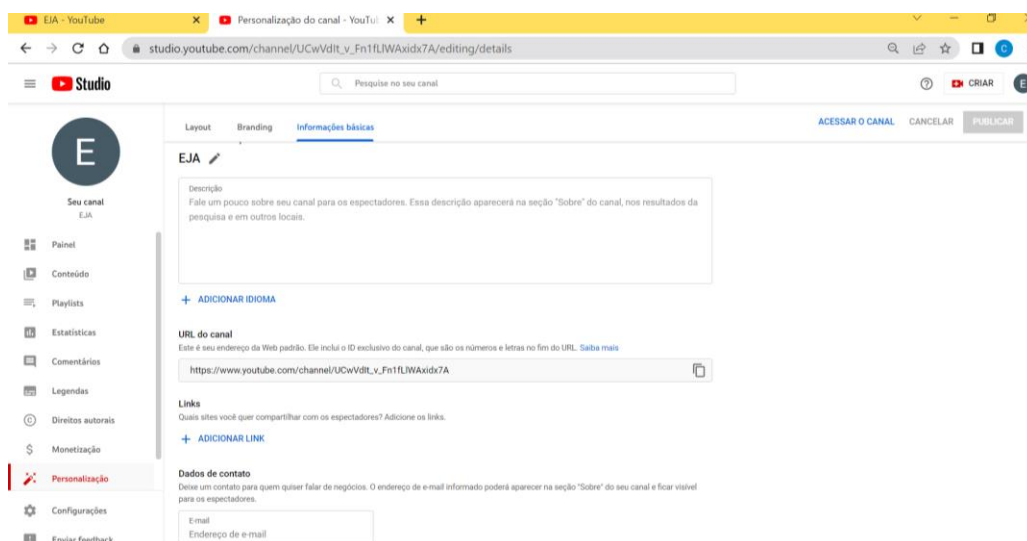 EJA - YouTube
Personalização do canal - YouTu
studio.youtube.com/channel/UCwVdIt_v_Fn1fLlWAxidx7A/editing/details
C
Studio
Pesquise no seu canal
CRIAR
E
E
Seu canal
EJA
Painel
Conteúdo
Playlists
Estatísticas
Comentários
Legendas
Direitos autorais
Monetização
Personalização
Configurações
Enviar feedback
Layout
Branding
Informações básicas
ACESSAR O CANAL
CANCELAR
PUBLICAR
EJA
Descrição
Fale um pouco sobre seu canal para os espectadores. Essa descrição aparecerá na seção "Sobre" do canal, nos resultados da
pesquisa e em outros locais.
ADICIONAR IDIOMA
URL do canal
Este é seu endereço da Web padrão. Ele inclui o ID exclusivo do canal, que são os números e letras no fim do URL. Saiba mais
https://www.youtube.com/channel/UCwVdIt_v_Fn1fLlWAxidx7A
Links
Quais sites você quer compartilhar com os espectadores? Adicione os links.
ADICIONAR LINK
Dados de contato
Deixe um contato para quem quiser falar de negócios. O endereço de e-mail informado poderá aparecer na seção "Sobre" do seu canal e ficar visível
para os espectadores.
E-mail
Endereço de e-mail